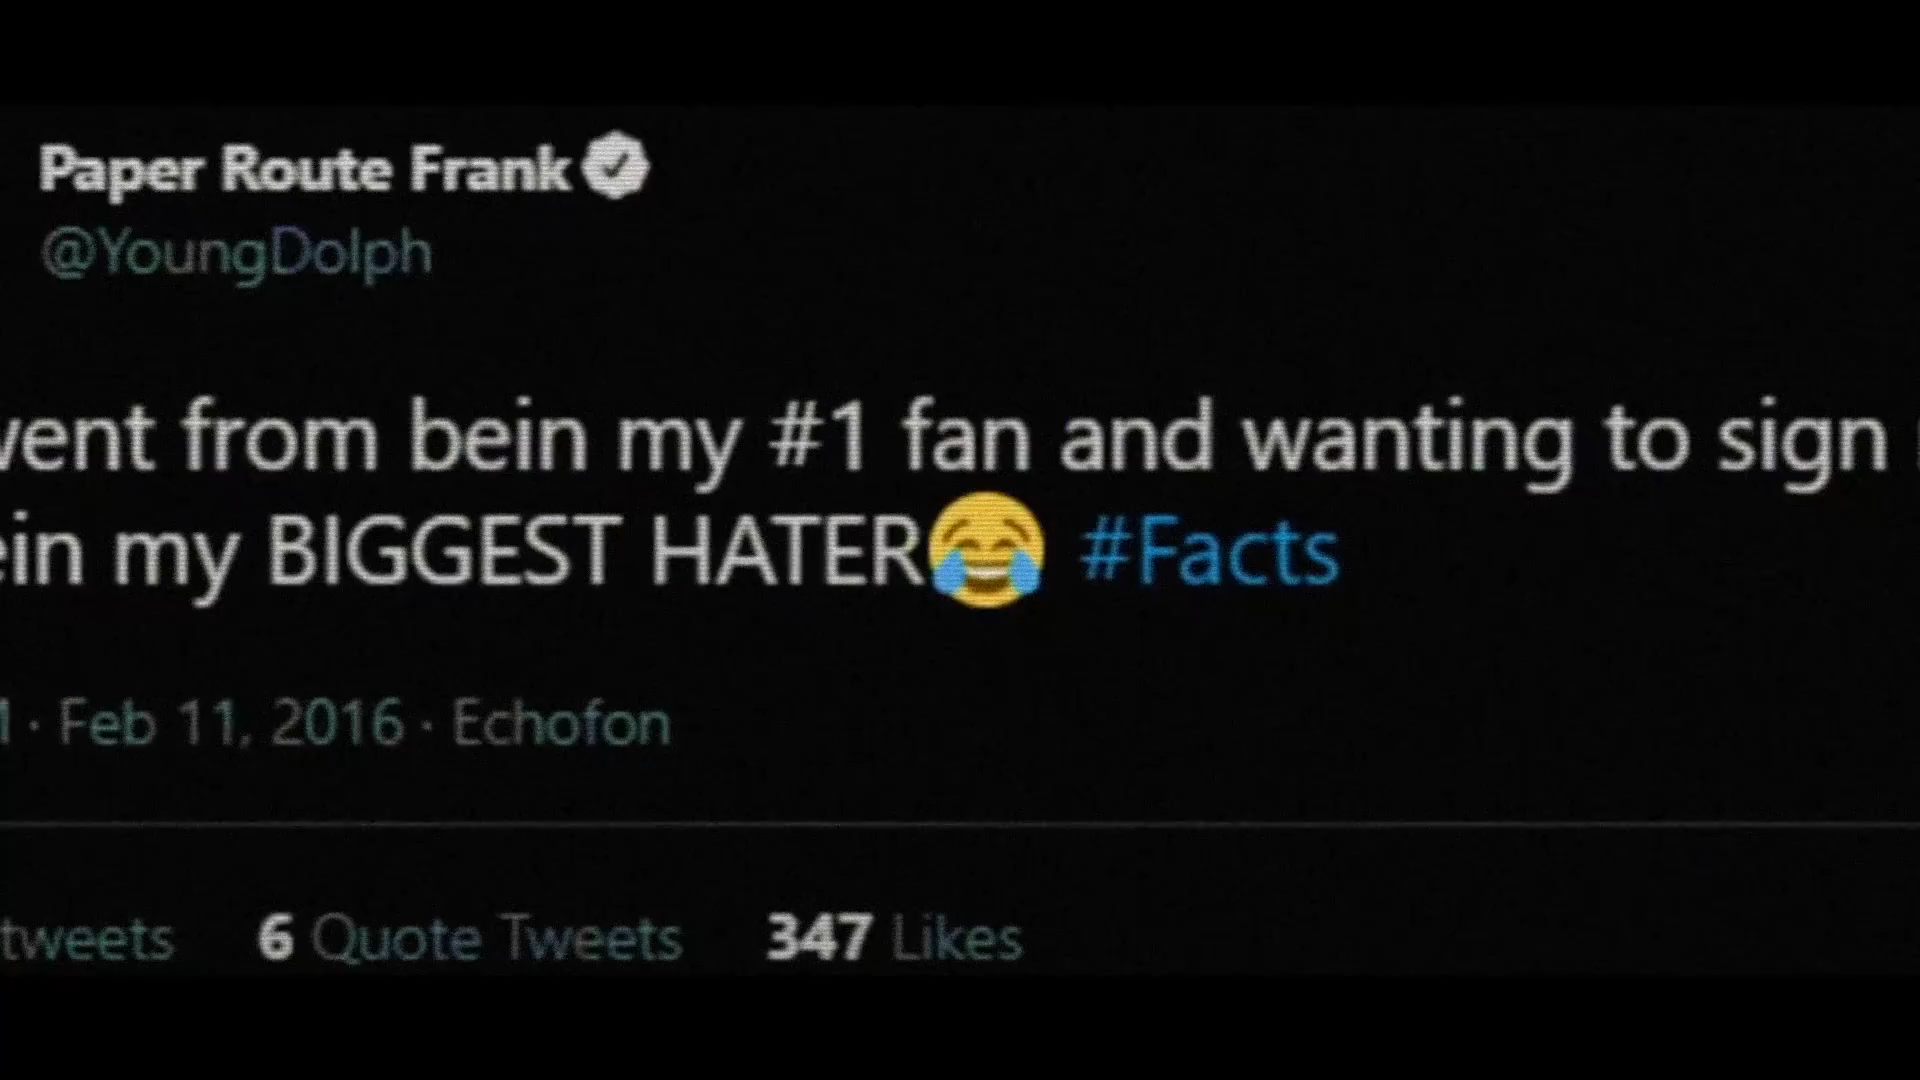 Paper Route Frank
@YoungDolph
went from bein my #1 fan and wanting to sign
ein my BIGGEST HATER😂 #Facts
M · Feb 11, 2016 · Echofon
tweets 6 Quote Tweets 347 Likes